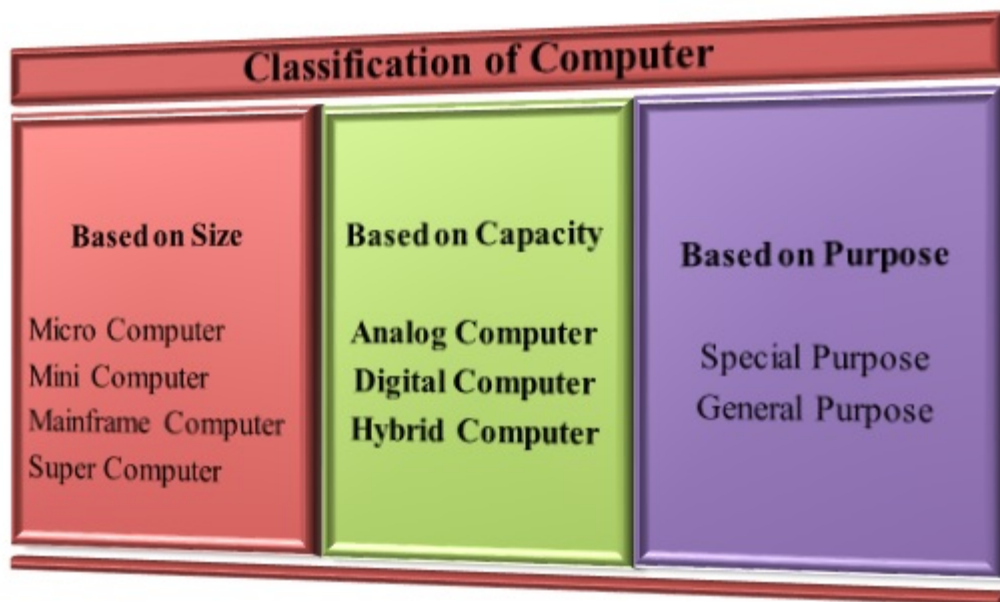 Classification of Computer
Based on Size
Micro Computer
Mini Computer
Mainframe Computer
Super Computer
Based on Capacity
Analog Computer
Digital Computer
Hybrid Computer
Based on Purpose
Special Purpose
General Purpose